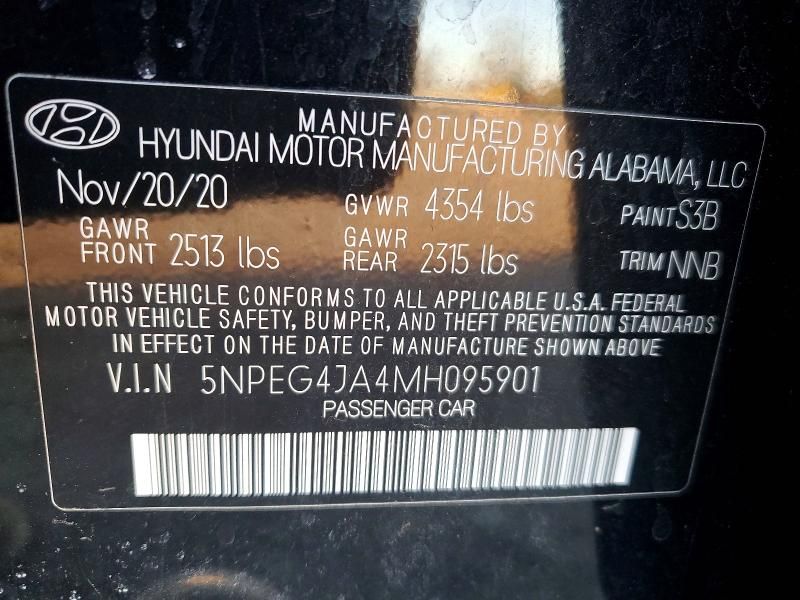 MANUFACTURED BY
HYUNDAI MOTOR MANUFACTURING ALABAMA, LLC
Nov/20/20 GVWR 4354 lbs PAINT S3B
GAWR FRONT 2513 lbs GAWR REAR 2315 lbs TRIM NNB
THIS VEHICLE CONFORMS TO ALL APPLICABLE U.S.A. FEDERAL
MOTOR VEHICLE SAFETY, BUMPER, AND THEFT PREVENTION STANDARDS
IN EFFECT ON THE DATE OF MANUFACTURE SHOWN ABOVE
V.I.N 5NPEG4JA4MH095901
PASSENGER CAR